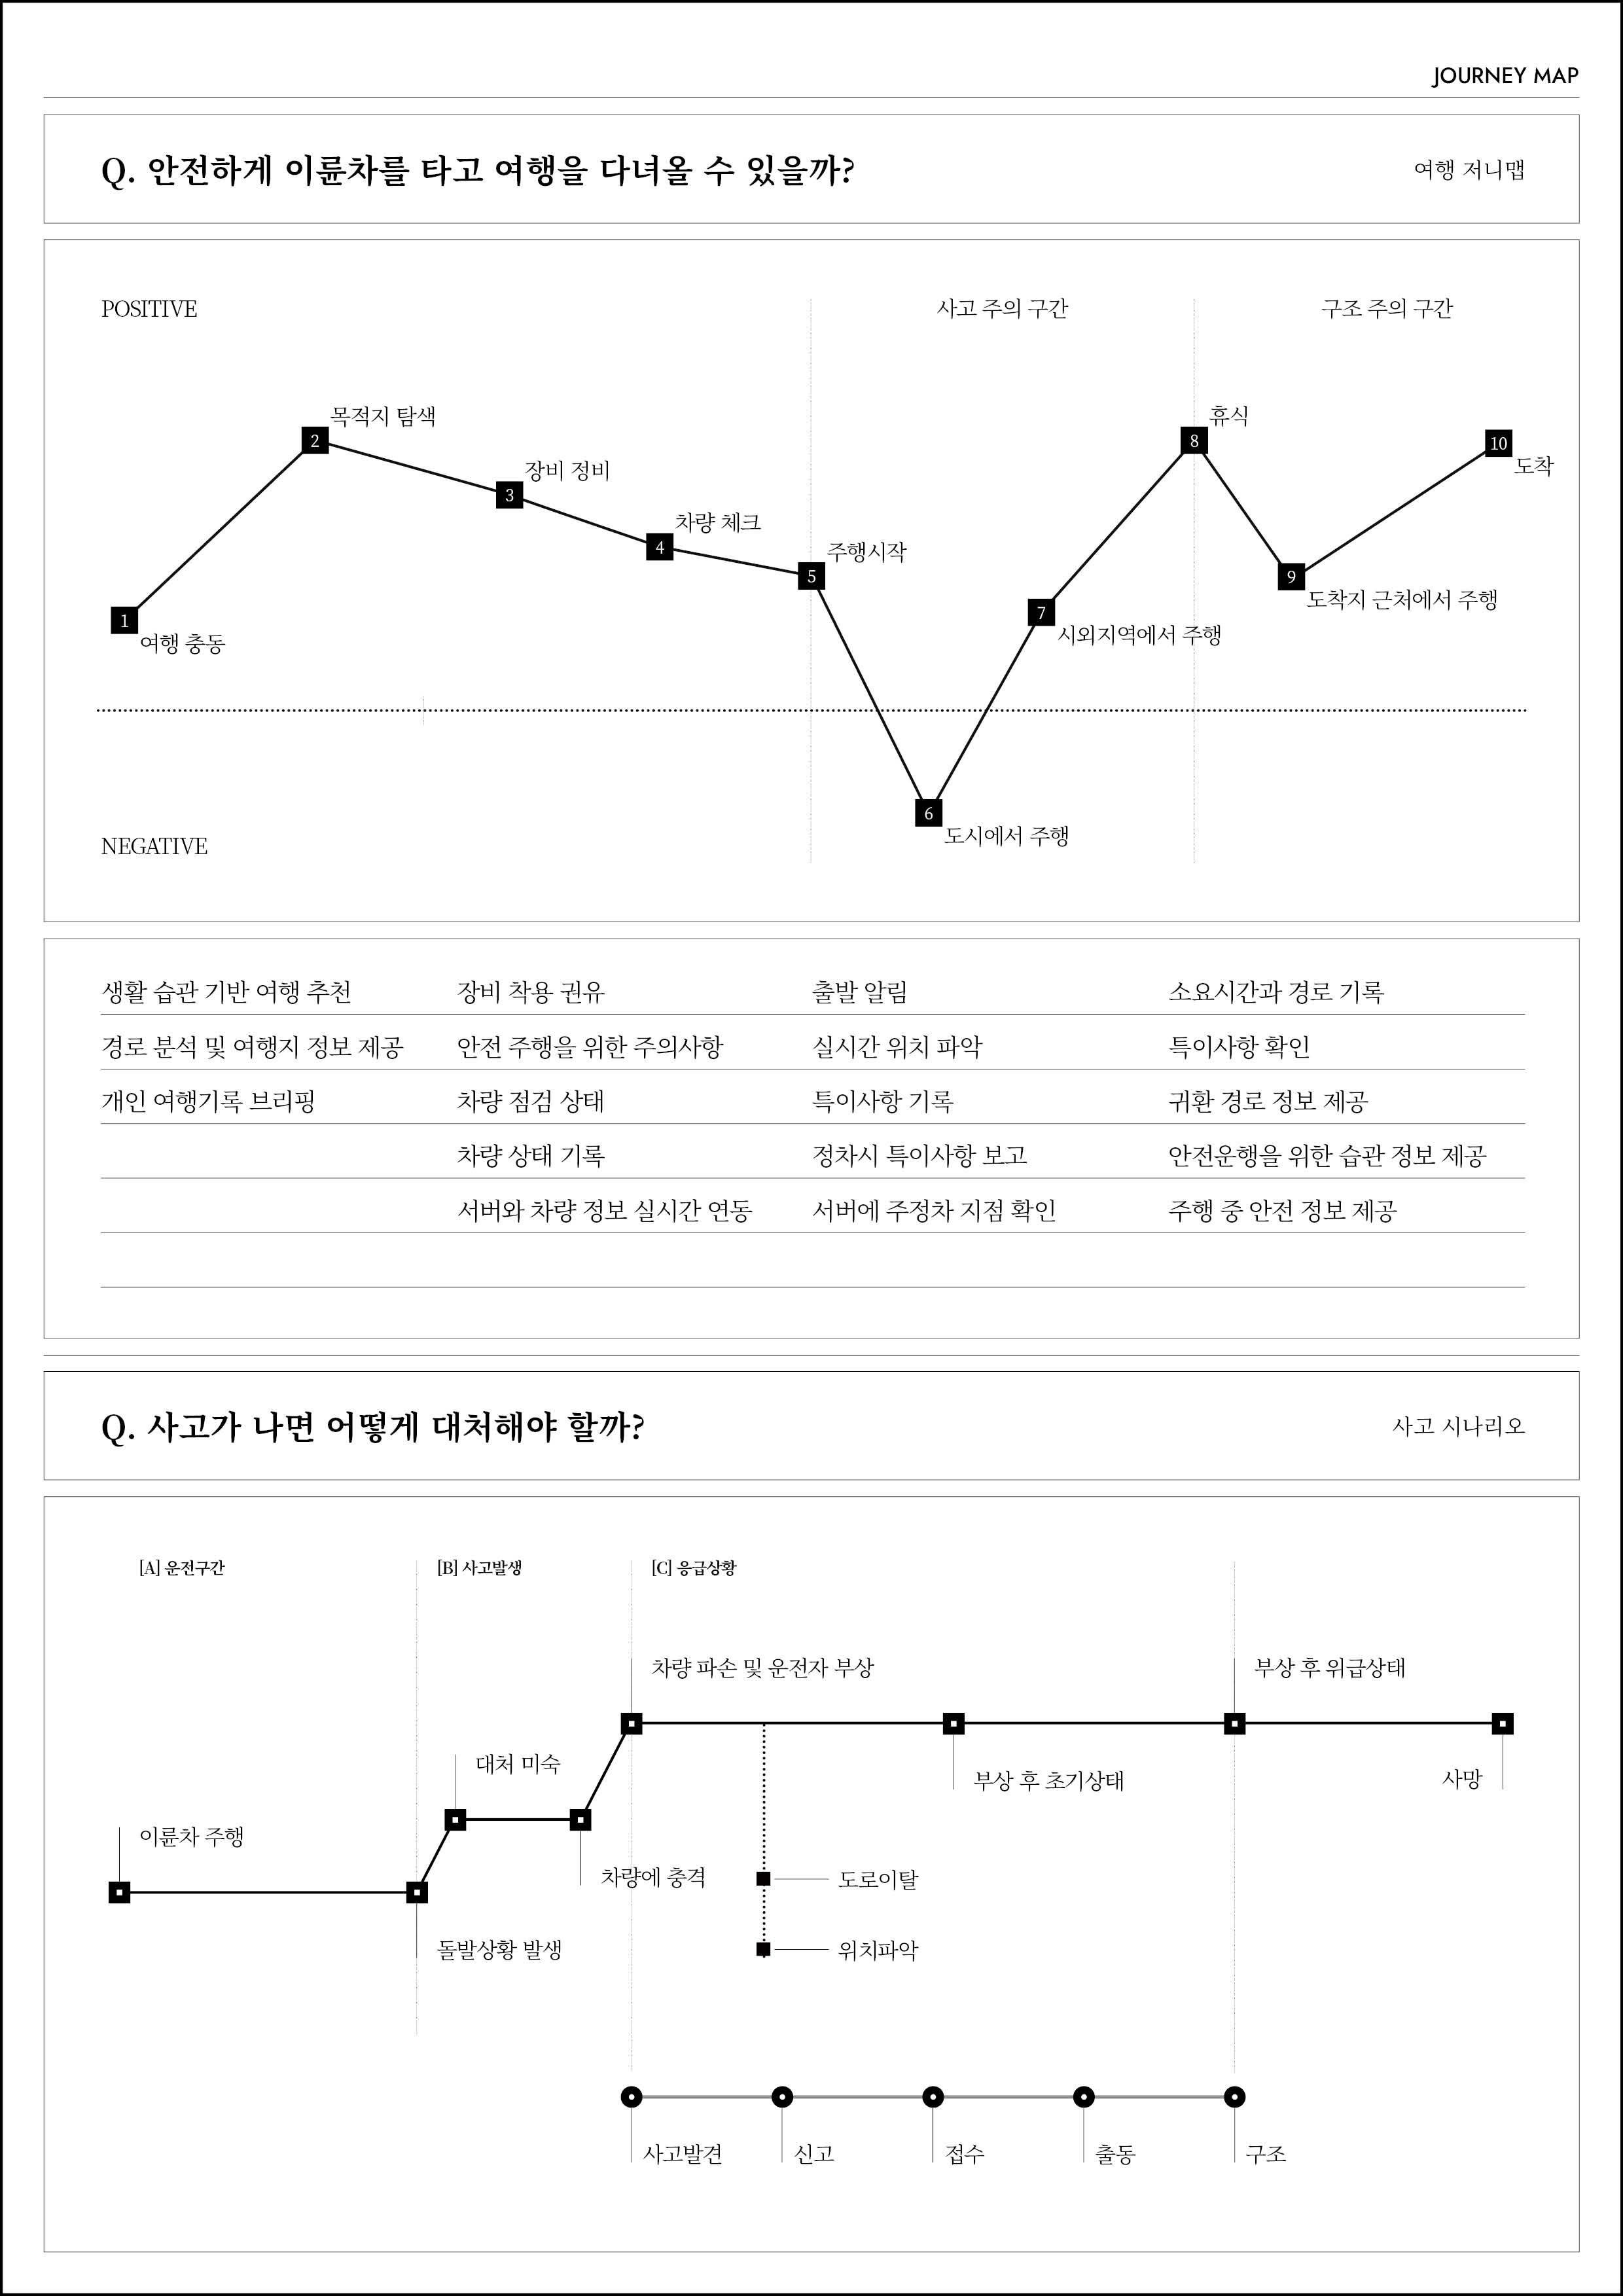 JOURNEY MAP
Q. 안전하게 이륜차를 타고 여행을 다녀올 수 있을까?
여행 저니맵
POSITIVE
사고 주의 구간
구조 주의 구간
2 목적지 탐색
8 휴식
10 도착
3 장비 정비
4 차량 체크
5 주행시작
9 도착지 근처에서 주행
1 여행 충동
7 시외지역에서 주행
6 도시에서 주행
NEGATIVE
생활 습관 기반 여행 추천
장비 착용 권유
출발 알림
소요시간과 경로 기록
경로 분석 및 여행지 정보 제공
안전 주행을 위한 주의사항
실시간 위치 파악
특이사항 확인
개인 여행기록 브리핑
차량 점검 상태
특이사항 기록
귀환 경로 정보 제공
차량 상태 기록
정차시 특이사항 보고
안전운행을 위한 습관 정보 제공
서버와 차량 정보 실시간 연동
서버에 주정차 지점 확인
주행 중 안전 정보 제공
Q. 사고가 나면 어떻게 대처해야 할까?
사고 시나리오
[A] 운전구간
[B] 사고발생
[C] 응급상황
차량 파손 및 운전자 부상
부상 후 위급상태
대처 미숙
부상 후 초기상태
사망
이륜차 주행
차량에 충격
도로이탈
돌발상황 발생
위치파악
사고발견
신고
접수
출동
구조